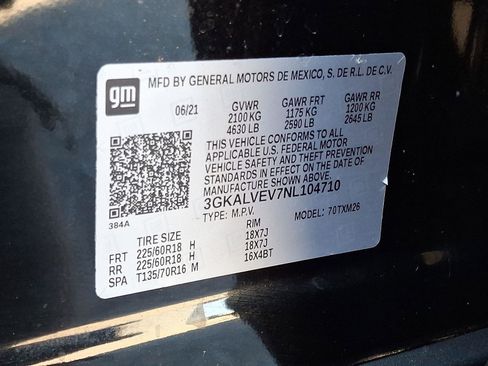 gm MFD BY GENERAL MOTORS DE MEXICO, S. DE R.L. DE C.V.
06/21 GVWR GAWR FRT GAWR RR
2100 KG 1175 KG 1200 KG
4630 LB 2590 LB 2645 LB
THIS VEHICLE CONFORMS TO ALL
APPLICABLE U.S. FEDERAL MOTOR
VEHICLE SAFETY AND THEFT PREVENTION
STANDARDS IN EFFECT ON THE DATE OF
MANUFACTURE SHOWN ABOVE.
3GKALVEV7NL104710
384A TYPE: M.P.V. MODEL: 70TXM26
TIRE SIZE RIM
FRT 225/60R18 H 18X7J
RR 225/60R18 H 18X7J
SPA T135/70R16 M 16X4BT